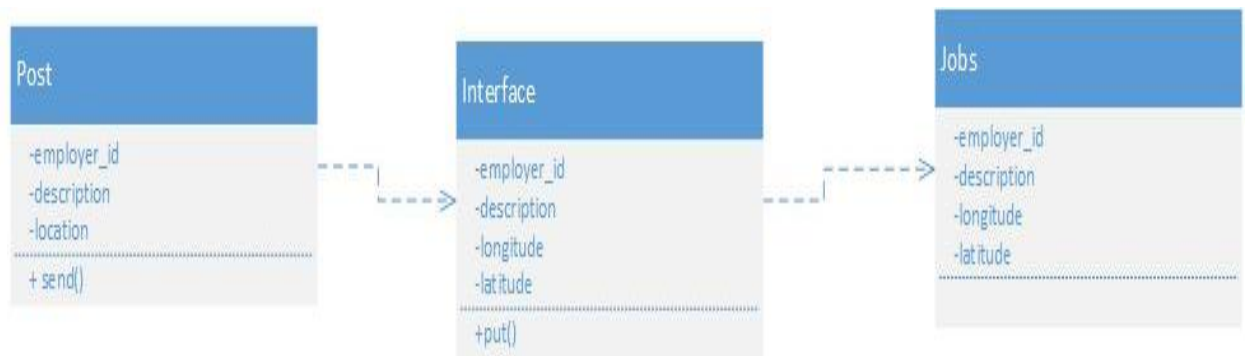 Post
-employer_id
-description
-location
+ send()
Interface
-employer_id
-description
-longitude
-latitude
+put()
Jobs
-employer_id
-description
-longitude
-latitude